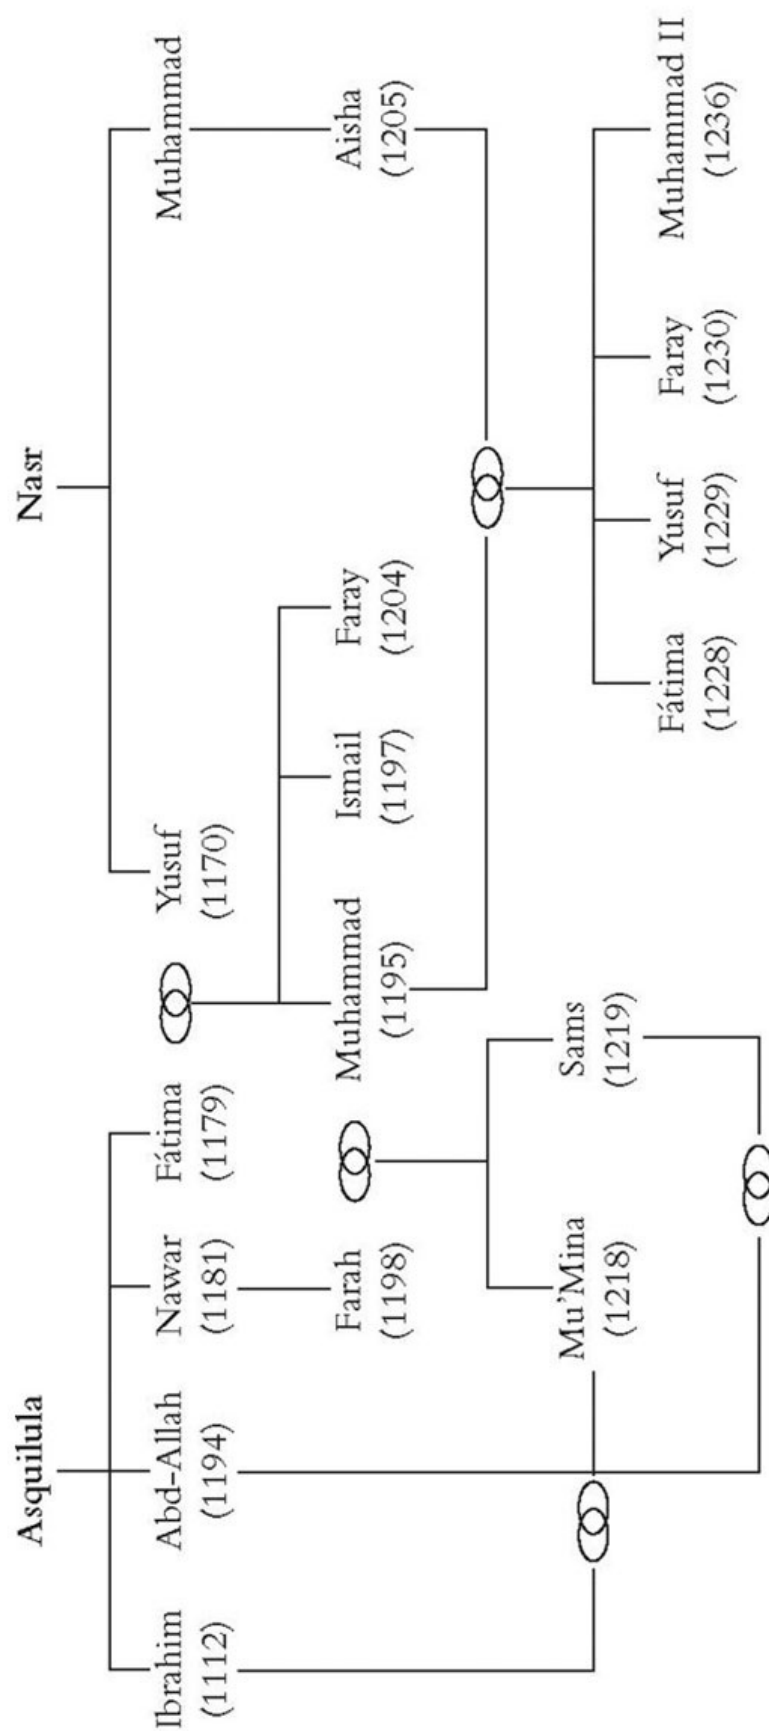 Asquilula
Nasr
Ibrahim
(1112)
Abd-Allah
(1194)
Nawar
(1181)
Fátima
(1179)
Yusuf
(1170)
Muhammad
Farah
(1198)
Muhammad
(1195)
Ismail
(1197)
Faray
(1204)
Aisha
(1205)
Mu’Mina
(1218)
Sams
(1219)
Fátima
(1228)
Yusuf
(1229)
Faray
(1230)
Muhammad II
(1236)